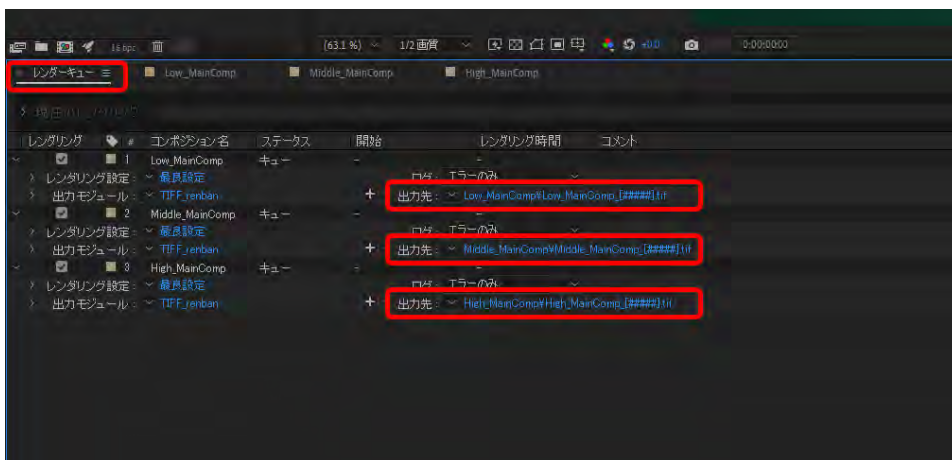 16 bpc (63.1 %) 1/2画質 +0.0 0:00:00:00
レンダーキュー Low_MainComp Middle_MainComp High_MainComp
レンダリング # コンポジション名 ステータス 開始 レンダリング時間 コメント
1 Low_MainComp キュー - -
レンダリング設定: 最良設定 ログ: エラーのみ
出力モジュール: TIFF_renban + 出力先: Low_MainComp¥Low_MainComp_[#####].tif
2 Middle_MainComp キュー - -
レンダリング設定: 最良設定 ログ: エラーのみ
出力モジュール: TIFF_renban + 出力先: Middle_MainComp¥Middle_MainComp_[#####].tif
3 High_MainComp キュー - -
レンダリング設定: 最良設定 ログ: エラーのみ
出力モジュール: TIFF_renban + 出力先: High_MainComp¥High_MainComp_[#####].tif